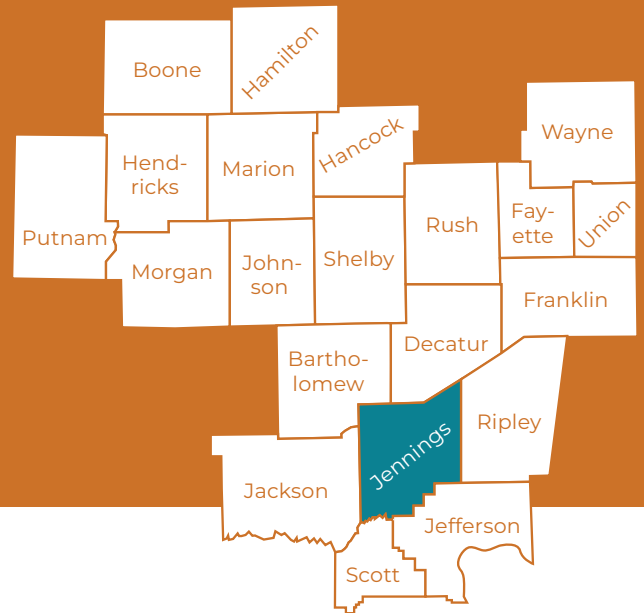 Boone
Hamilton
Hend-
ricks
Marion
Hancock
Wayne
Putnam
Morgan
John-
son
Shelby
Rush
Fay-
ette
Union
Franklin
Bartho-
lomew
Decatur
Jennings
Ripley
Jackson
Jefferson
Scott